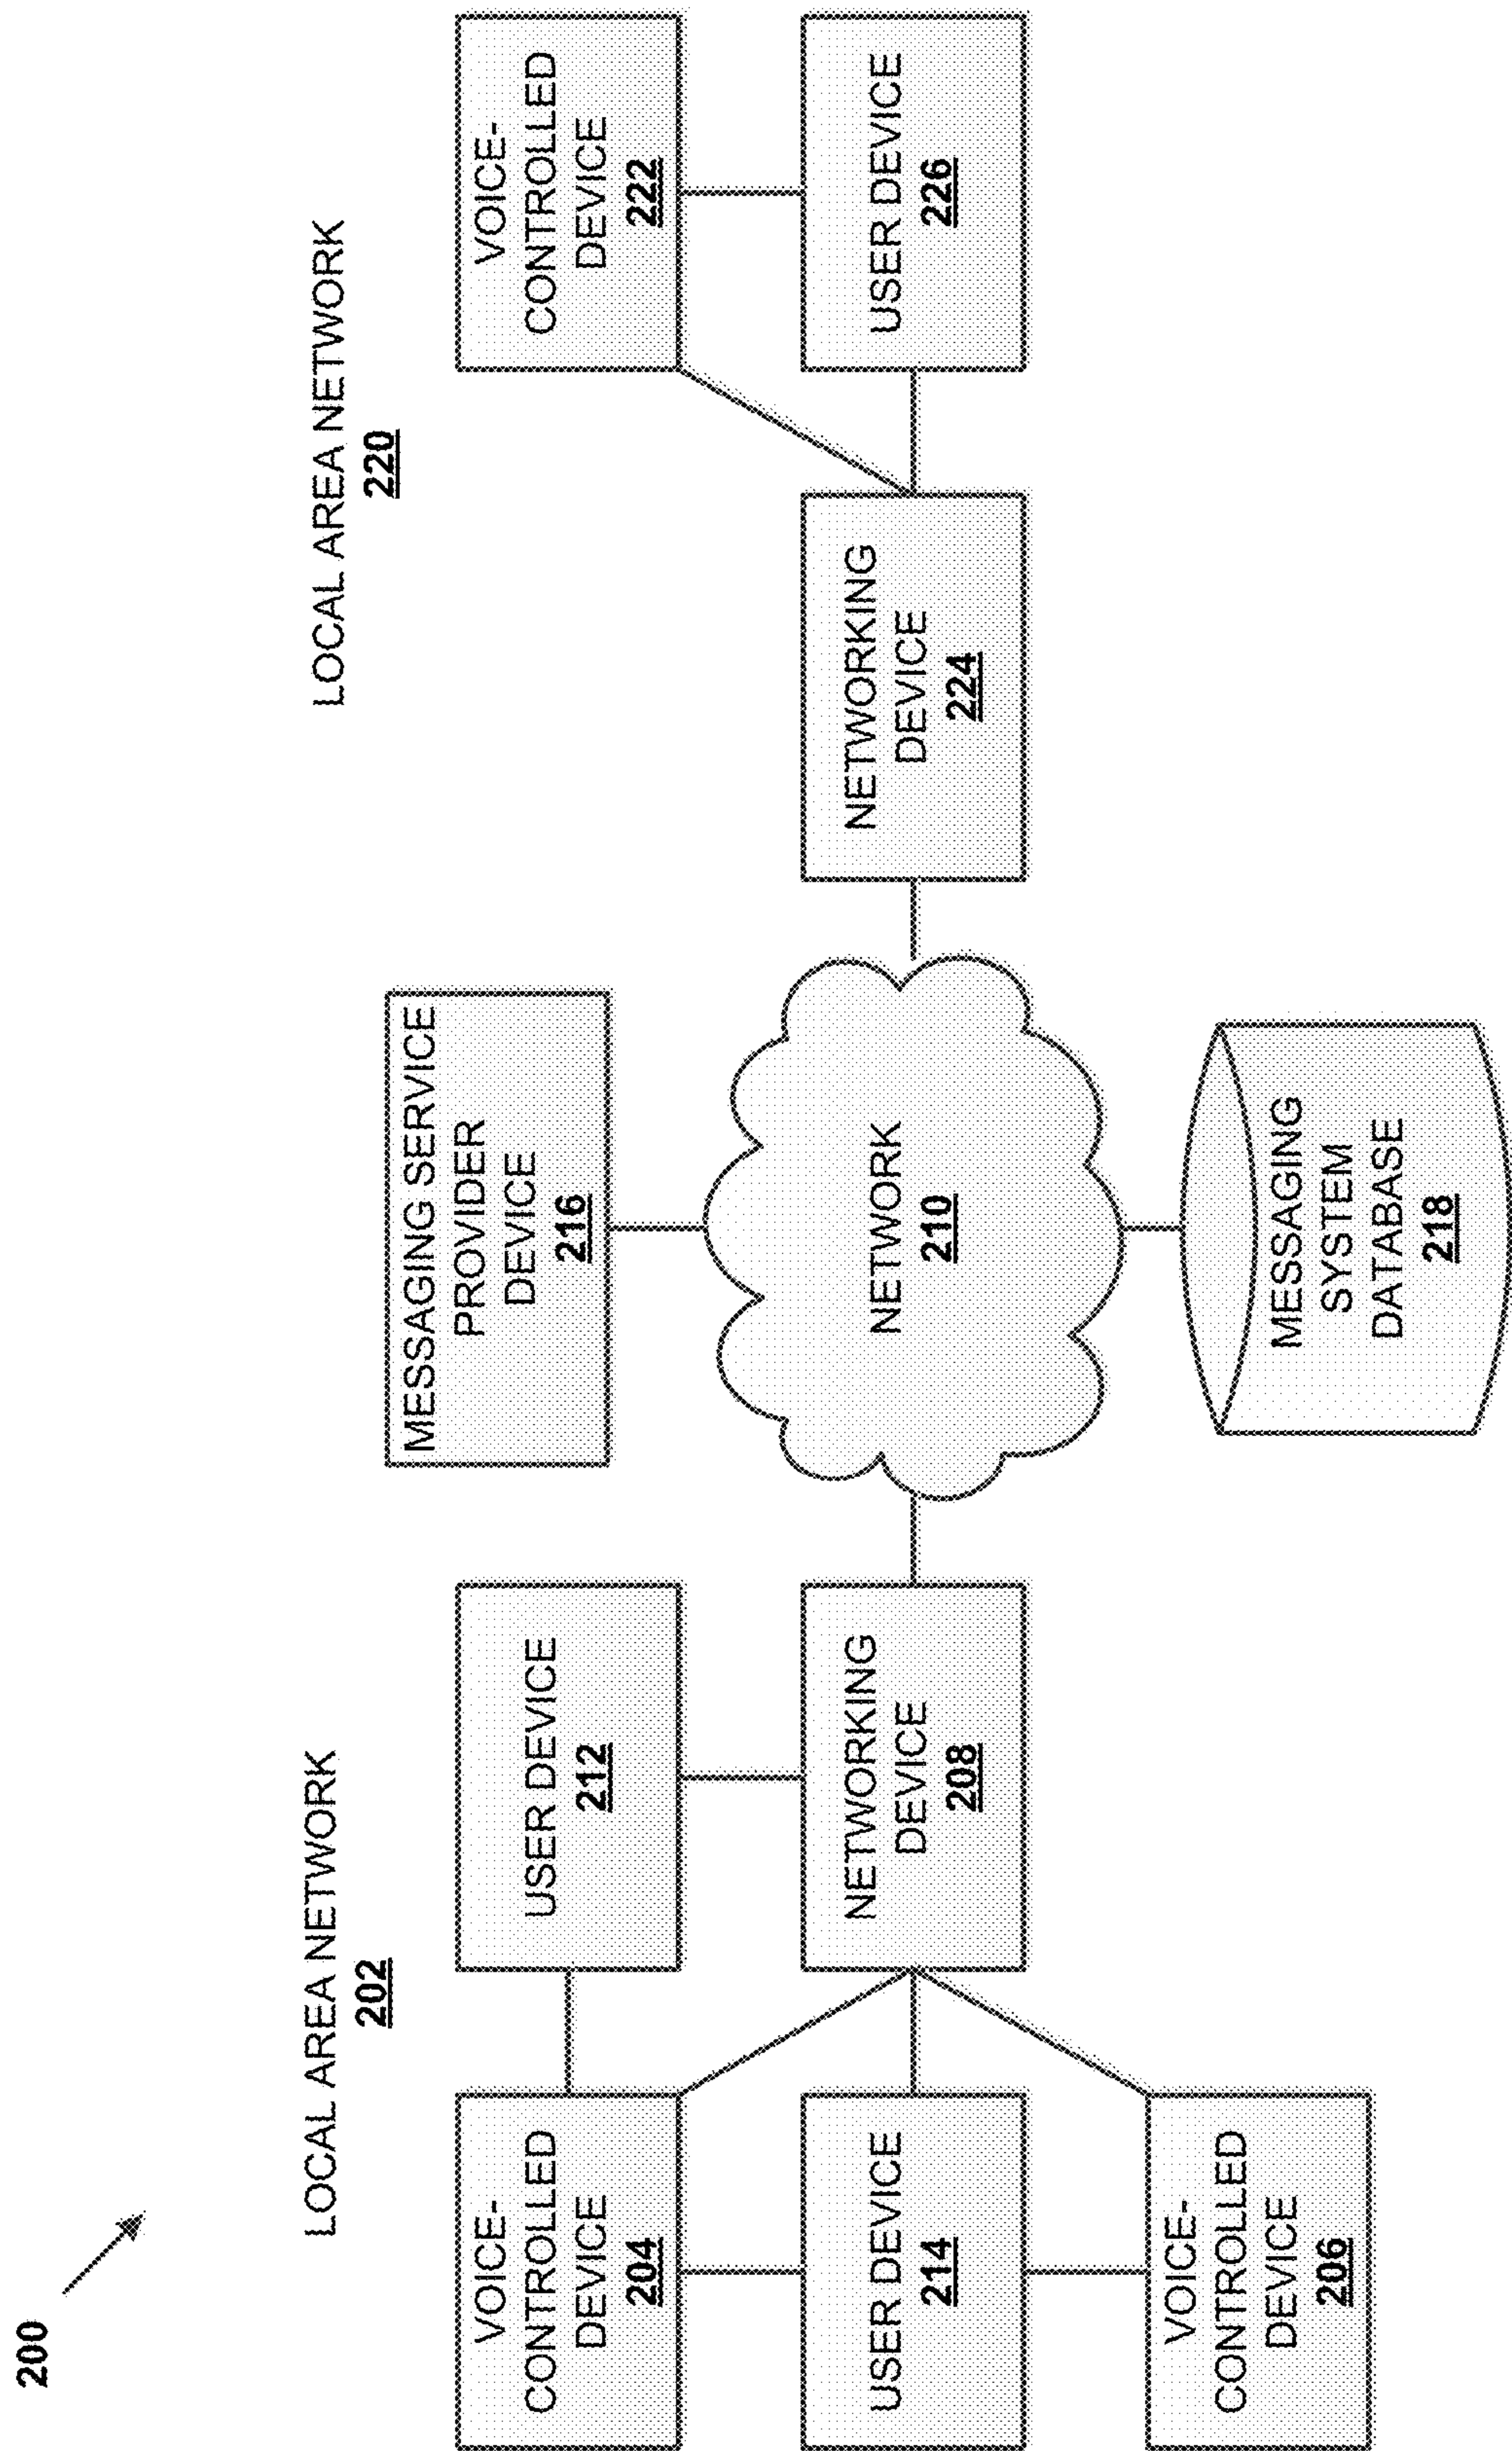 200
LOCAL AREA NETWORK
202
LOCAL AREA NETWORK
220
VOICE-
CONTROLLED
DEVICE
204
USER DEVICE
212
MESSAGING SERVICE
PROVIDER
DEVICE
216
VOICE-
CONTROLLED
DEVICE
222
USER DEVICE
214
NETWORKING
DEVICE
208
NETWORK
210
NETWORKING
DEVICE
224
USER DEVICE
226
VOICE-
CONTROLLED
DEVICE
206
MESSAGING
SYSTEM
DATABASE
218